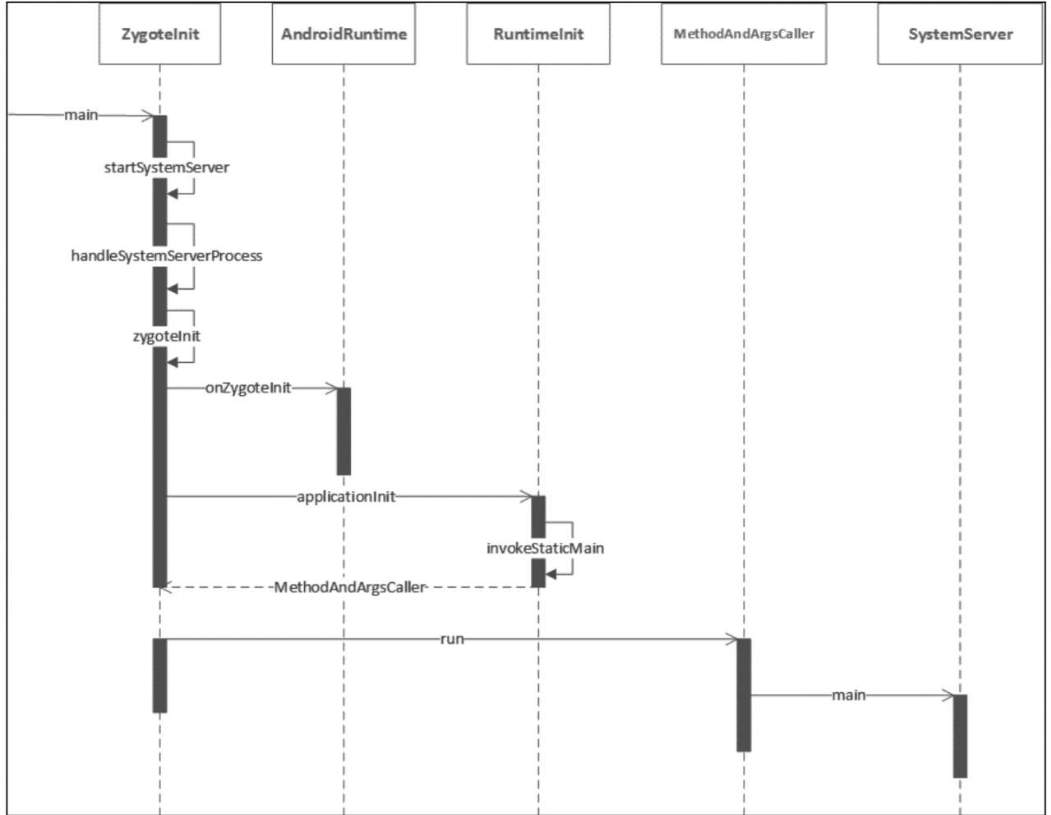 ZygoteInit
AndroidRuntime
RuntimeInit
MethodAndArgsCaller
SystemServer
main
startSystemServer
handleSystemServerProcess
zygoteInit
onZygoteInit
applicationInit
invokeStaticMain
MethodAndArgsCaller
run
main